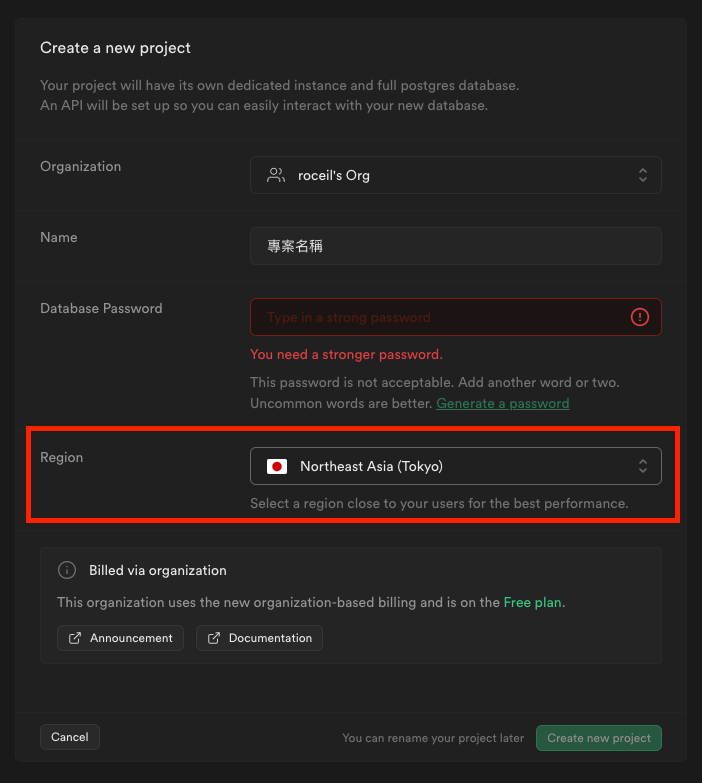 Create a new project
Your project will have its own dedicated instance and full postgres database.
An API will be set up so you can easily interact with your new database.
Organization
roceil's Org
Name
專案名稱
Database Password
Type in a strong password
You need a stronger password.
This password is not acceptable. Add another word or two.
Uncommon words are better. Generate a password
Region
Northeast Asia (Tokyo)
Select a region close to your users for the best performance.
Billed via organization
This organization uses the new organization-based billing and is on the Free plan.
Announcement
Documentation
Cancel
You can rename your project later
Create new project